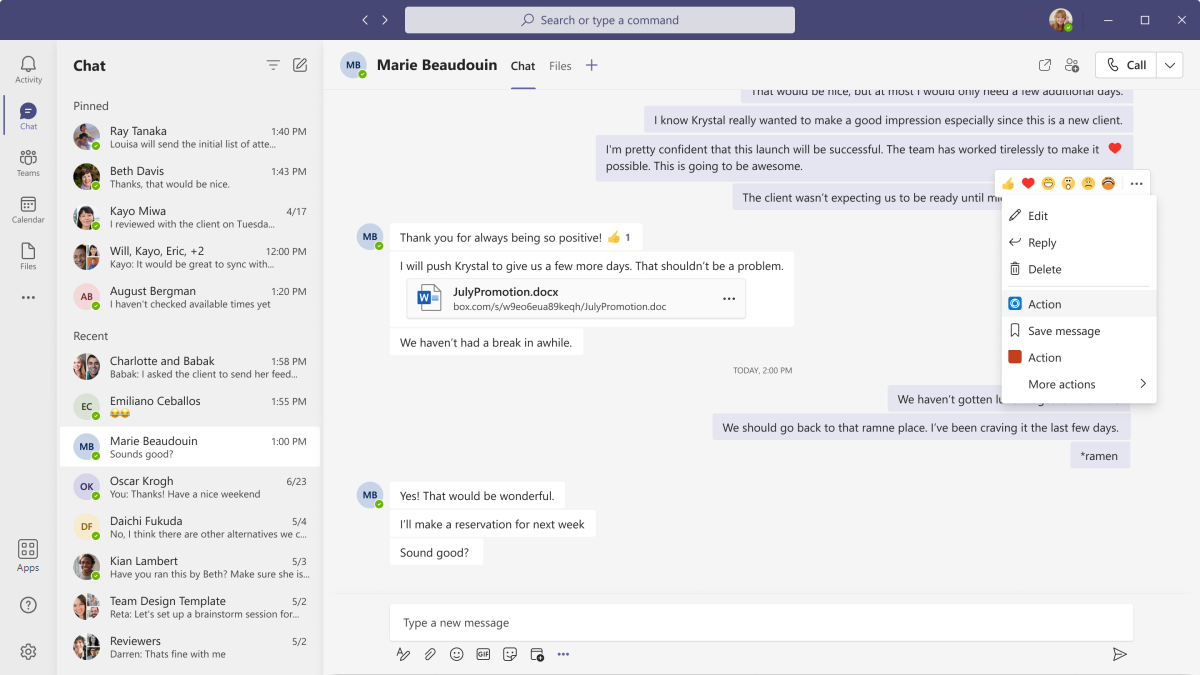 Search or type a command
Activity
Chat
Teams
Calendar
Files
Apps
Chat
Pinned
Ray Tanaka 1:40 PM
Louisa will send the initial list of atte...
Beth Davis 1:43 PM
Thanks, that would be nice.
Kayo Miwa 4/17
I reviewed with the client on Tuesda...
Will, Kayo, Eric, +2 12:00 PM
Kayo: It would be great to sync with...
AB
August Bergman 1:20 PM
I haven't checked available times yet
Recent
Charlotte and Babak 1:58 PM
Babak: I asked the client to send her feed...
EC
Emiliano Ceballos 1:55 PM
😂😂
MB
Marie Beaudouin 1:00 PM
Sounds good?
OK
Oscar Krogh 6/23
You: Thanks! Have a nice weekend
DF
Daichi Fukuda 5/4
No, I think there are other alternatives we c...
Kian Lambert 5/3
Have you ran this by Beth? Make sure she is...
Team Design Template 5/2
Reta: Let's set up a brainstorm session for...
Reviewers 5/2
Darren: Thats fine with me
MB Marie Beaudouin Chat Files Call
That would be nice, but at most I would only need a few additional days.
I know Krystal really wanted to make a good impression especially since this is a new client.
I'm pretty confident that this launch will be successful. The team has worked tirelessly to make it
possible. This is going to be awesome.
The client wasn't expecting us to be ready until
MB
Thank you for always being so positive! 👍 1
I will push Krystal to give us a few more days. That shouldn't be a problem.
JulyPromotion.docx
box.com/s/w9eo6eua89keqh/JulyPromotion.doc
We haven't had a break in awhile.
TODAY, 2:00 PM
We haven't gotten
We should go back to that ramne place. I've been craving it the last few days.
*ramen
MB
Yes! That would be wonderful.
I'll make a reservation for next week
Sound good?
Edit
Reply
Delete
Action
Save message
Action
More actions
Type a new message
GIF